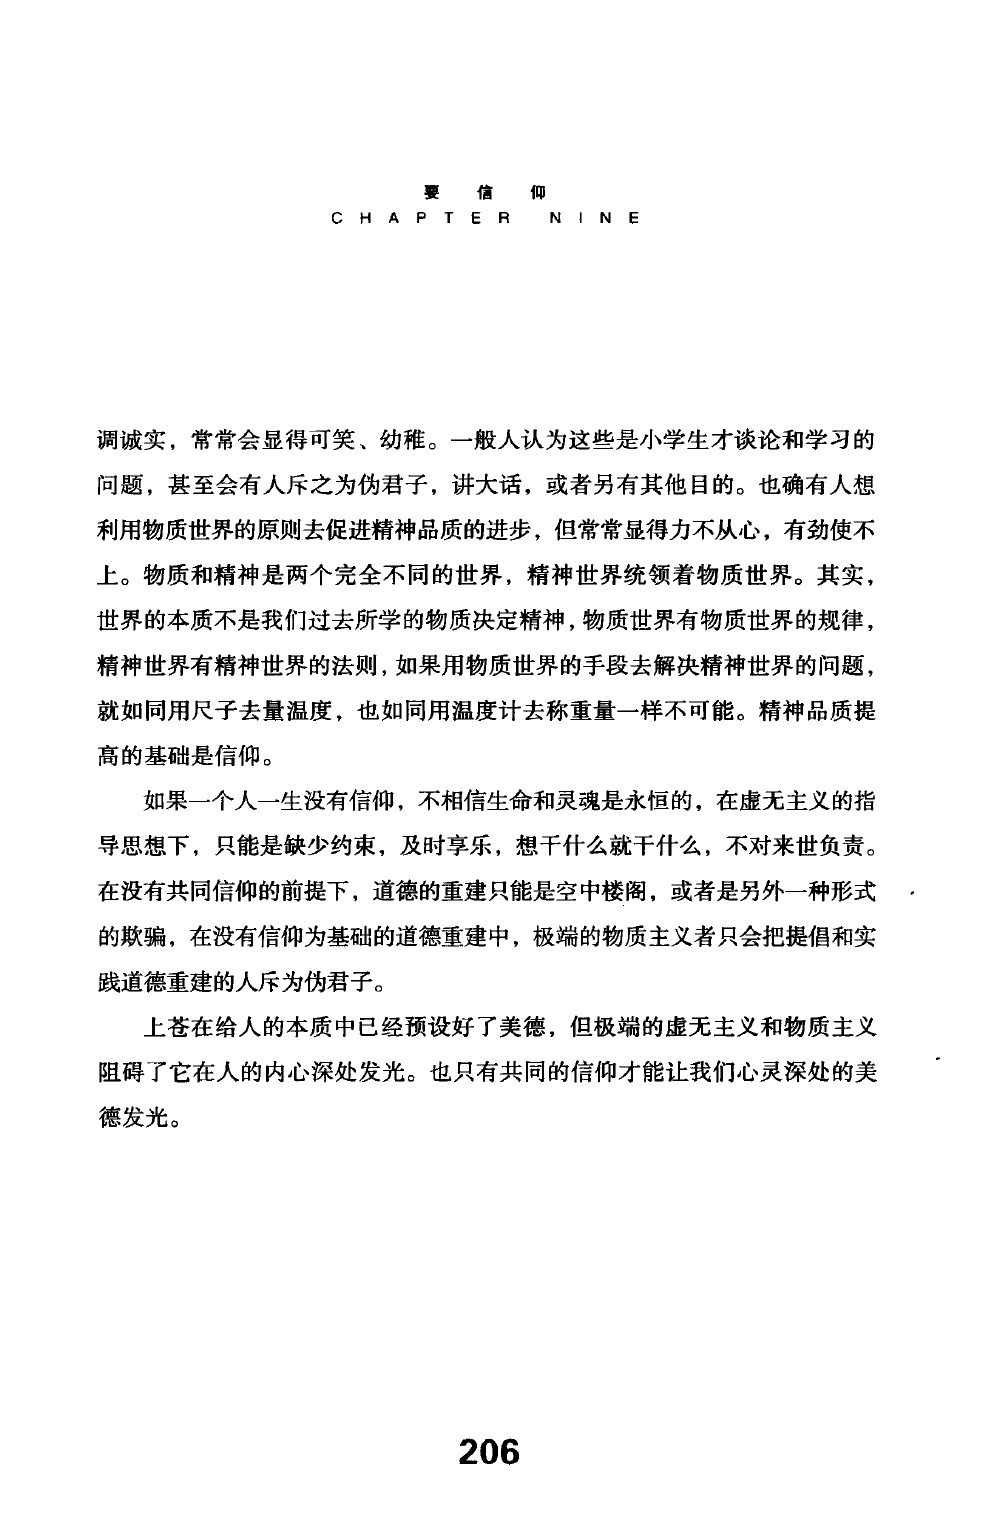 要信仰
CHAPTER NINE
调诚实，常常会显得可笑、幼稚。一般人认为这些是小学生才谈论和学习的
问题，甚至会有人斥之为伪君子，讲大话，或者另有其他目的。也确有人想
利用物质世界的原则去促进精神品质的进步，但常常显得力不从心，有劲使不
上。物质和精神是两个完全不同的世界，精神世界统领着物质世界。其实，
世界的本质不是我们过去所学的物质决定精神，物质世界有物质世界的规律，
精神世界有精神世界的法则，如果用物质世界的手段去解决精神世界的问题，
就如同用尺子去量温度，也如同用温度计去称重量一样不可能。精神品质提
高的基础是信仰。
如果一个人一生没有信仰，不相信生命和灵魂是永恒的，在虚无主义的指
导思想下，只能是缺少约束，及时享乐，想干什么就干什么，不对来世负责。
在没有共同信仰的前提下，道德的重建只能是空中楼阁，或者是另外一种形式
的欺骗，在没有信仰为基础的道德重建中，极端的物质主义者只会把提倡和实
践道德重建的人斥为伪君子。
上苍在给人的本质中已经预设好了美德，但极端的虚无主义和物质主义
阻碍了它在人的内心深处发光。也只有共同的信仰才能让我们心灵深处的美
德发光。
206